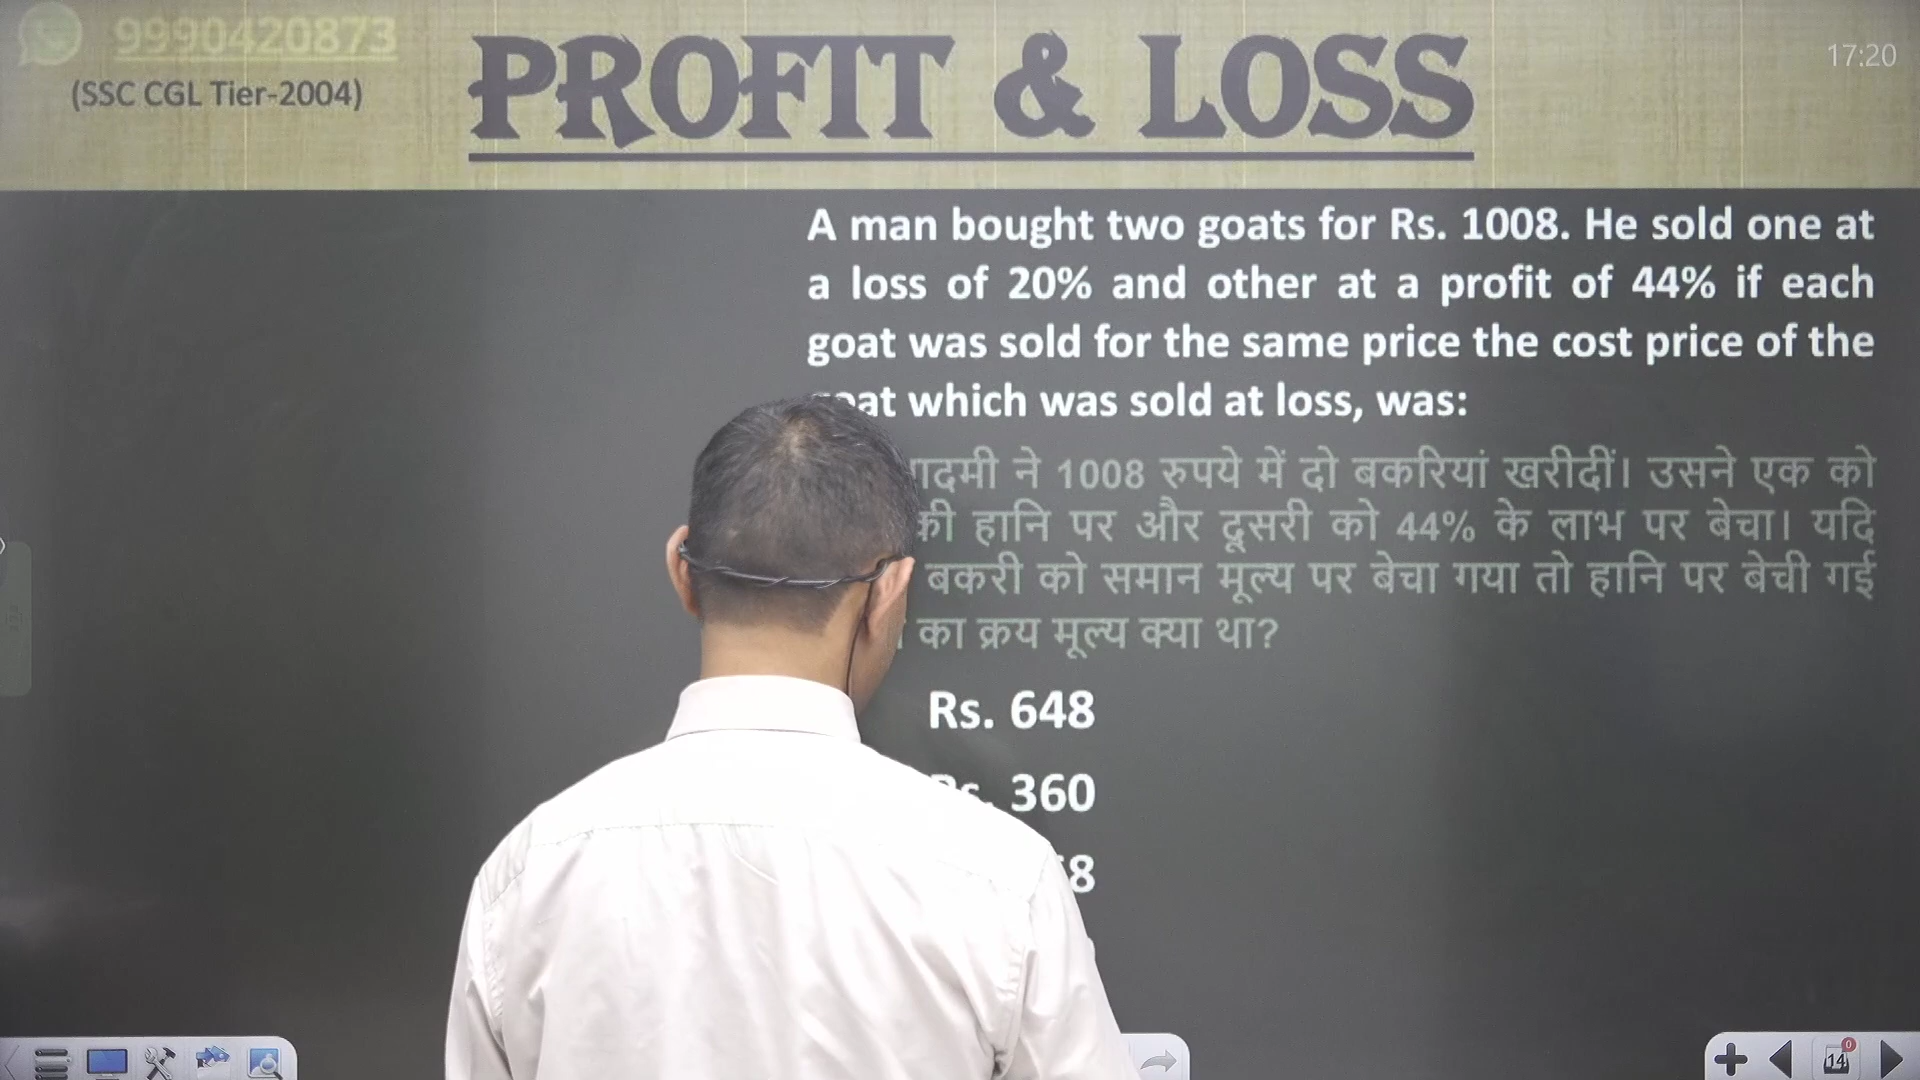 9990420873
(SSC CGL Tier-2004)
PROFIT & LOSS
17:20
A man bought two goats for Rs. 1008. He sold one at
a loss of 20% and other at a profit of 44% if each
goat was sold for the same price the cost price of the
which was sold at loss, was:
ने 1008 रुपये में दो बकरियां खरीदीं। उसने एक को
हानि पर और दूसरी को 44% के लाभ पर बेचा। यदि
बकरी को समान मूल्य पर बेचा गया तो हानि पर बेची गई
का क्रय मूल्य क्या था?
Rs. 648
360
14
0